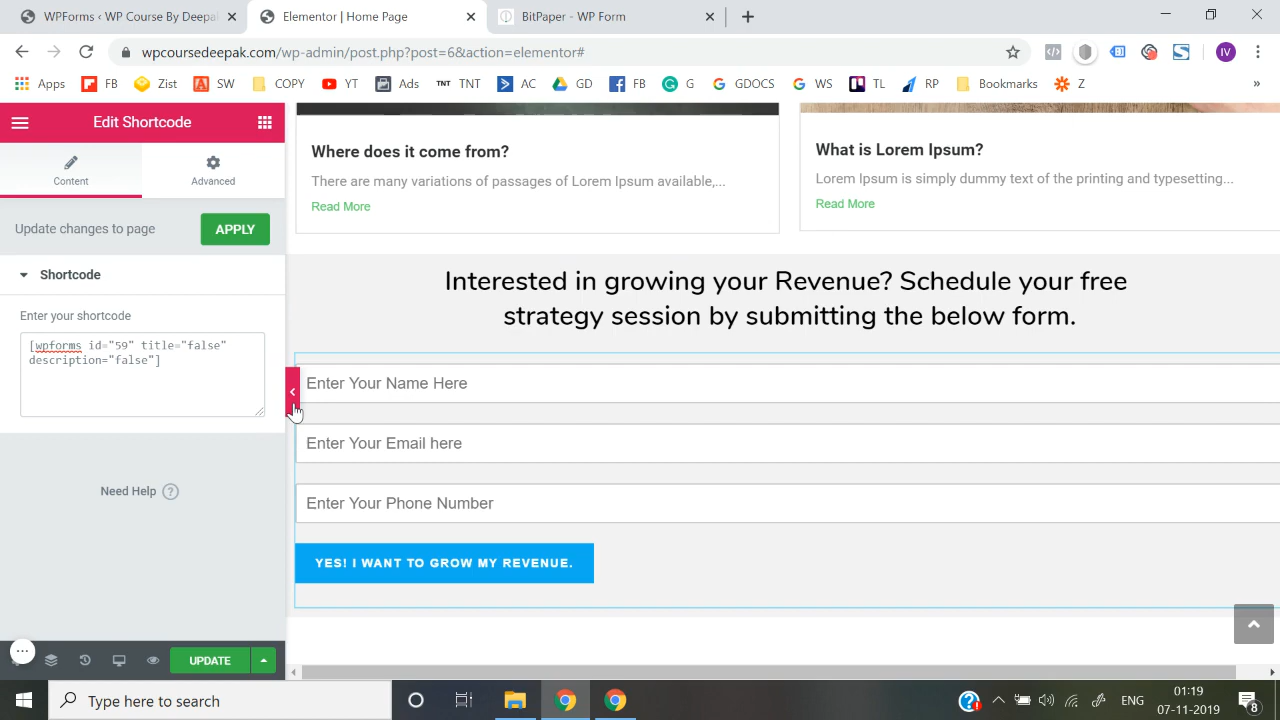 WPForms < WP Course By Deepa
Elementor | Home Page
BitPaper - WP Form
wpcoursedeepak.com/wp-admin/post.php?post=6&action=elementor#
IV
Apps
FB
Zist
SW
COPY
YT
Ads
TNT TNT
AC
GD
FB
G
GDOCS
WS
TL
RP
Bookmarks
Z
»
Edit Shortcode
Content
Advanced
Update changes to page
APPLY
Shortcode
Enter your shortcode
[wpforms id="59" title="false"
description="false"]
Need Help ?
UPDATE
Where does it come from?
There are many variations of passages of Lorem Ipsum available,...
Read More
What is Lorem Ipsum?
Lorem Ipsum is simply dummy text of the printing and typesetting...
Read More
Interested in growing your Revenue? Schedule your free
strategy session by submitting the below form.
Enter Your Name Here
Enter Your Email here
Enter Your Phone Number
YES! I WANT TO GROW MY REVENUE.
Type here to search
ENG
01:19
07-11-2019
8